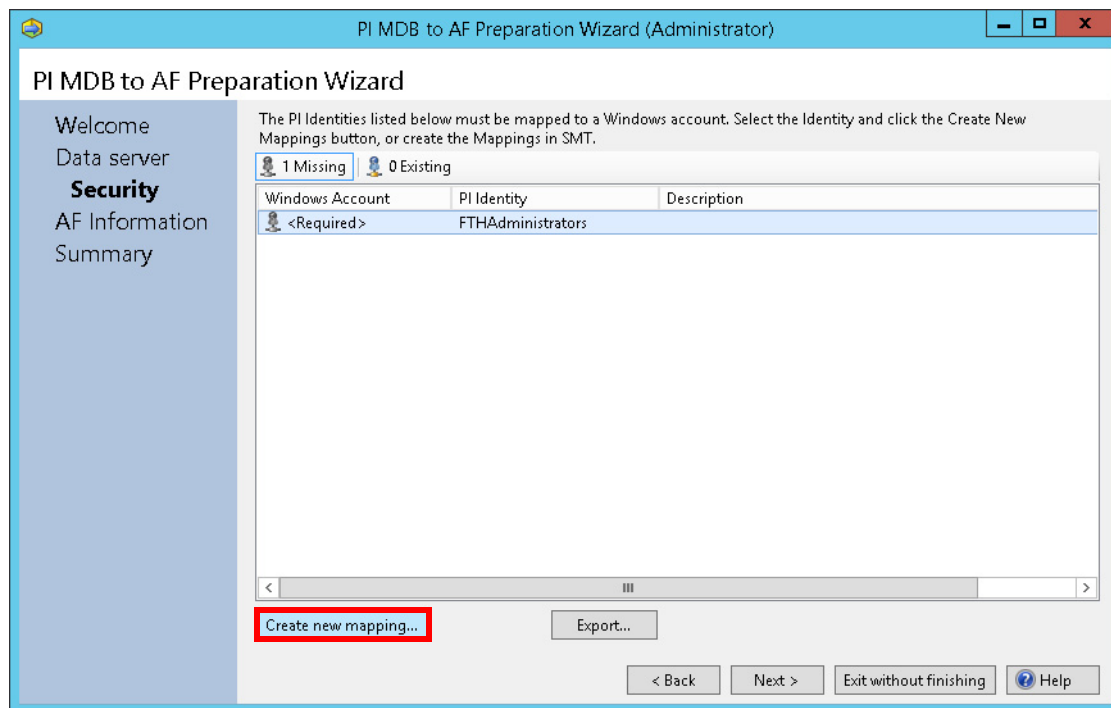 PI MDB to AF Preparation Wizard (Administrator)
PI MDB to AF Preparation Wizard
Welcome
Data server
Security
AF Information
Summary
The PI Identities listed below must be mapped to a Windows account. Select the Identity and click the Create New
Mappings button, or create the Mappings in SMT.
1 Missing 0 Existing
Windows Account PI Identity Description
<Required> FTHAdministrators
Create new mapping... Export...
< Back Next > Exit without finishing Help